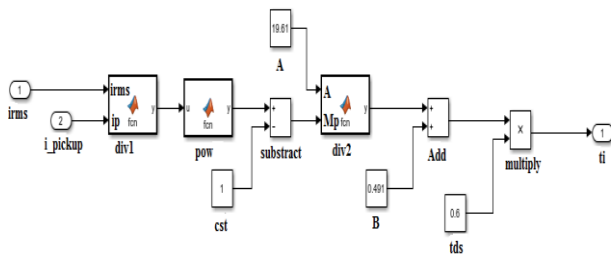 19.61
A
1
irms
irms
ip
y
fcn
div1
2
i_pickup
u
y
fcn
pow
+
-
substract
1
cst
A
Mp
y
fcn
div2
+
+
Add
0.491
B
×
multiply
0.6
tds
1
ti